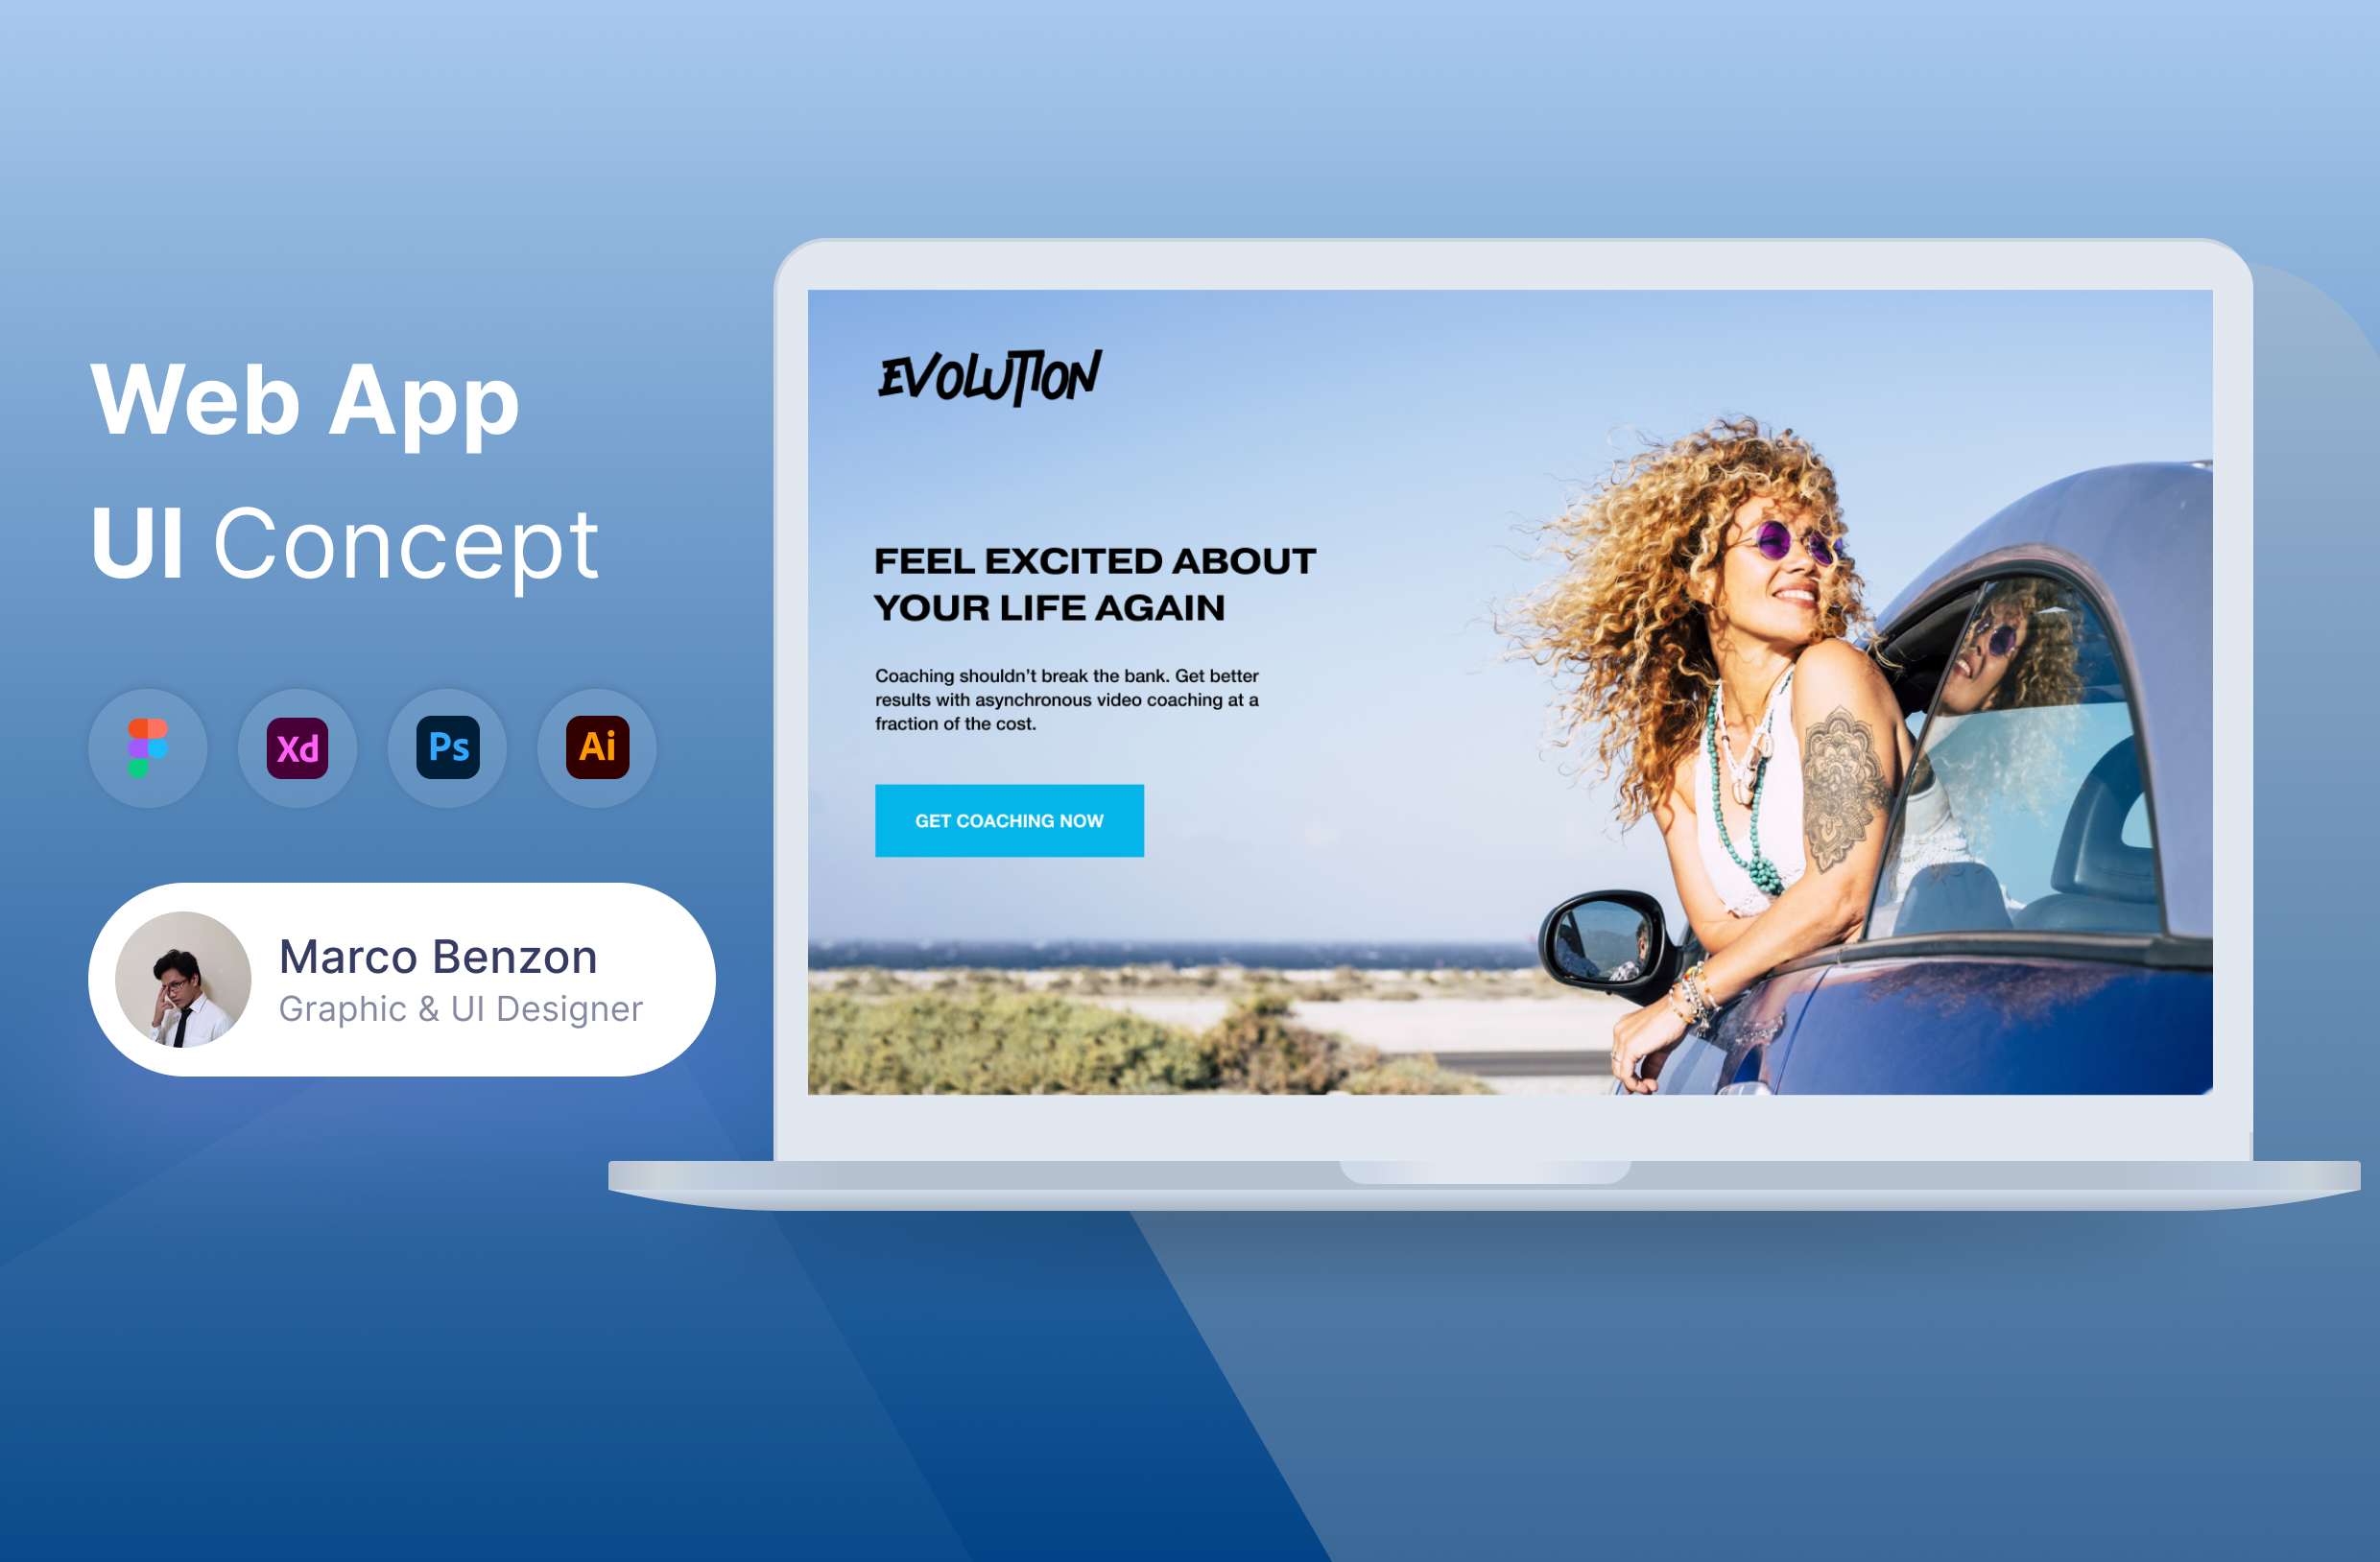 Web App
UI Concept
Xd
Ps
Ai
Marco Benzon
Graphic & UI Designer
EVOLUTION
FEEL EXCITED ABOUT
YOUR LIFE AGAIN
Coaching shouldn’t break the bank. Get better
results with asynchronous video coaching at a
fraction of the cost.
GET COACHING NOW